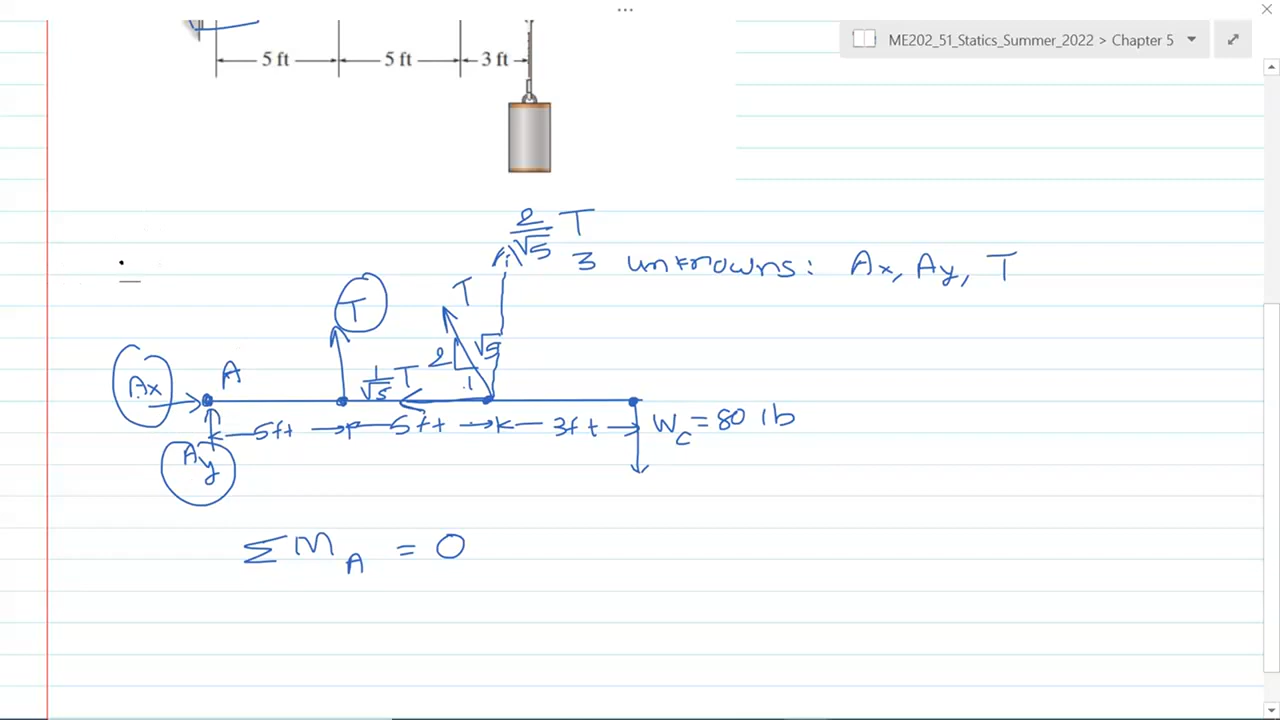 ME202_51_Statics_Summer_2022 > Chapter 5
5 ft 5 ft 3 ft
2/√5 T
3 unknowns: Ax, Ay, T
T
T
2 √5
1
1/√5 T
A
Ax
5ft 5ft 3ft
Wc = 80 lb
Ay
ΣM_A = 0